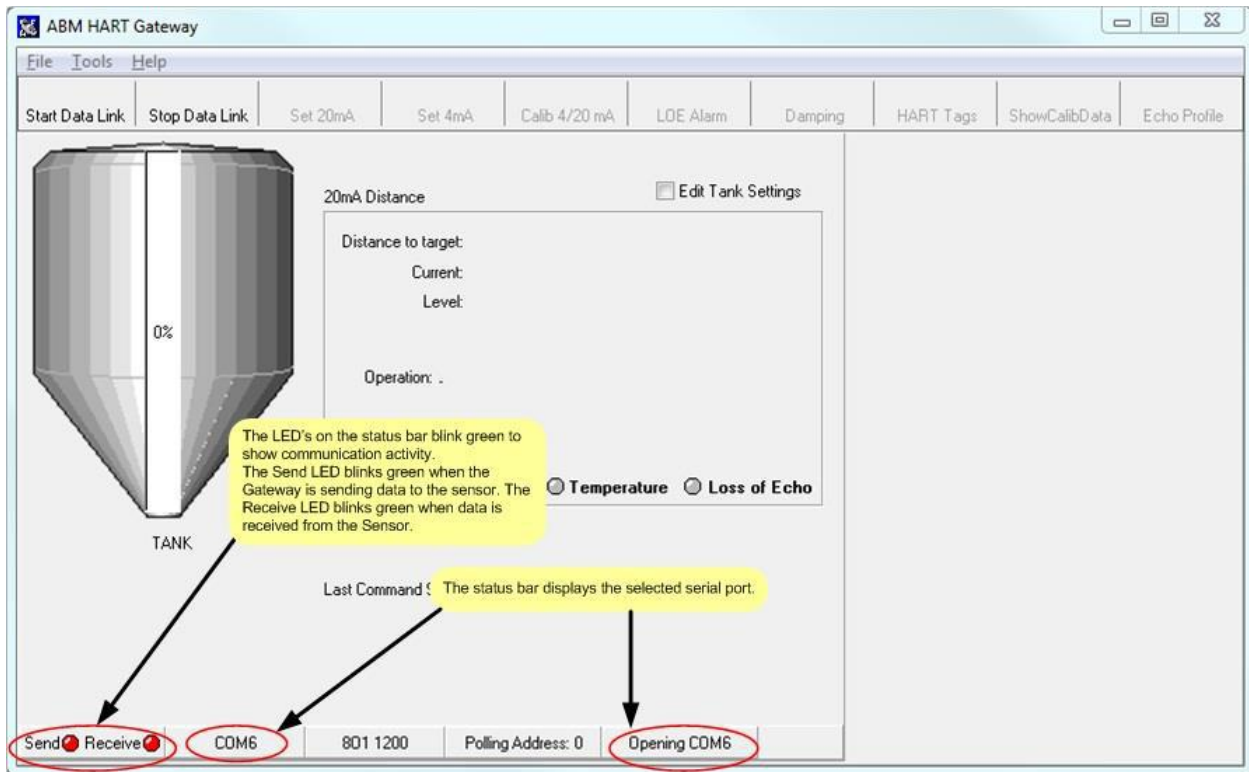 ABM HART Gateway
File Tools Help
Start Data Link Stop Data Link Set 20mA Set 4mA Calib 4/20 mA LOE Alarm Damping HART Tags ShowCalibData Echo Profile
20mA Distance Edit Tank Settings
Distance to target:
Current:
Level:
0%
Operation: .
The LED's on the status bar blink green to
show communication activity.
The Send LED blinks green when the
Gateway is sending data to the sensor. The
Receive LED blinks green when data is
received from the Sensor.
Temperature Loss of Echo
TANK
Last Command
The status bar displays the selected serial port.
Send Receive COM6 8O1 1200 Polling Address: 0 Opening COM6